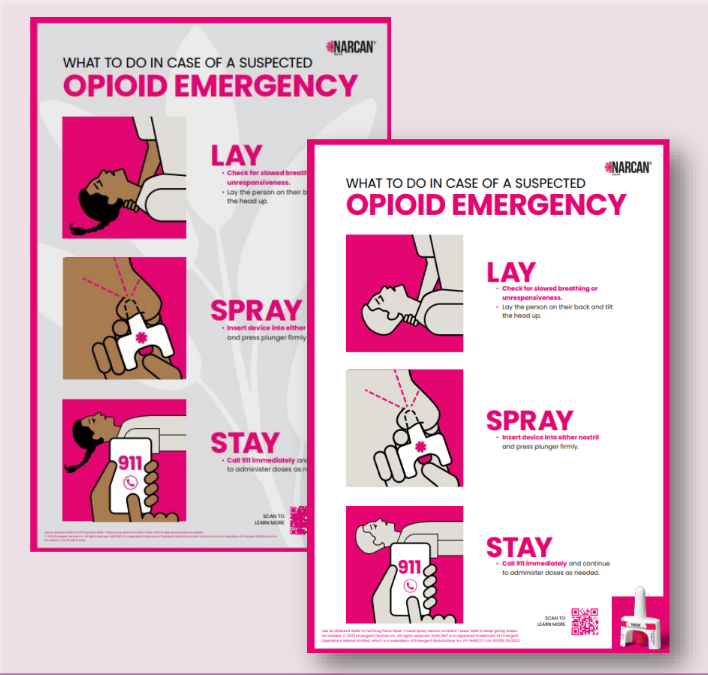 NARCAN®
WHAT TO DO IN CASE OF A SUSPECTED
OPIOID EMERGENCY
LAY
• Check for slowed breath
unresponsiveness.
• Lay the person on their b
the head up.
SPRAY
• Insert device into either
and press plunger firmly
STAY
• Call 911 immediately an
to administer doses as n
911
SCAN TO
LEARN MORE
NARCAN®
WHAT TO DO IN CASE OF A SUSPECTED
OPIOID EMERGENCY
LAY
• Check for slowed breathing or
unresponsiveness.
• Lay the person on their back and tilt
the head up.
SPRAY
• Insert device into either nostril
and press plunger firmly.
STAY
• Call 911 immediately and continue
to administer doses as needed.
911
SCAN TO
LEARN MORE